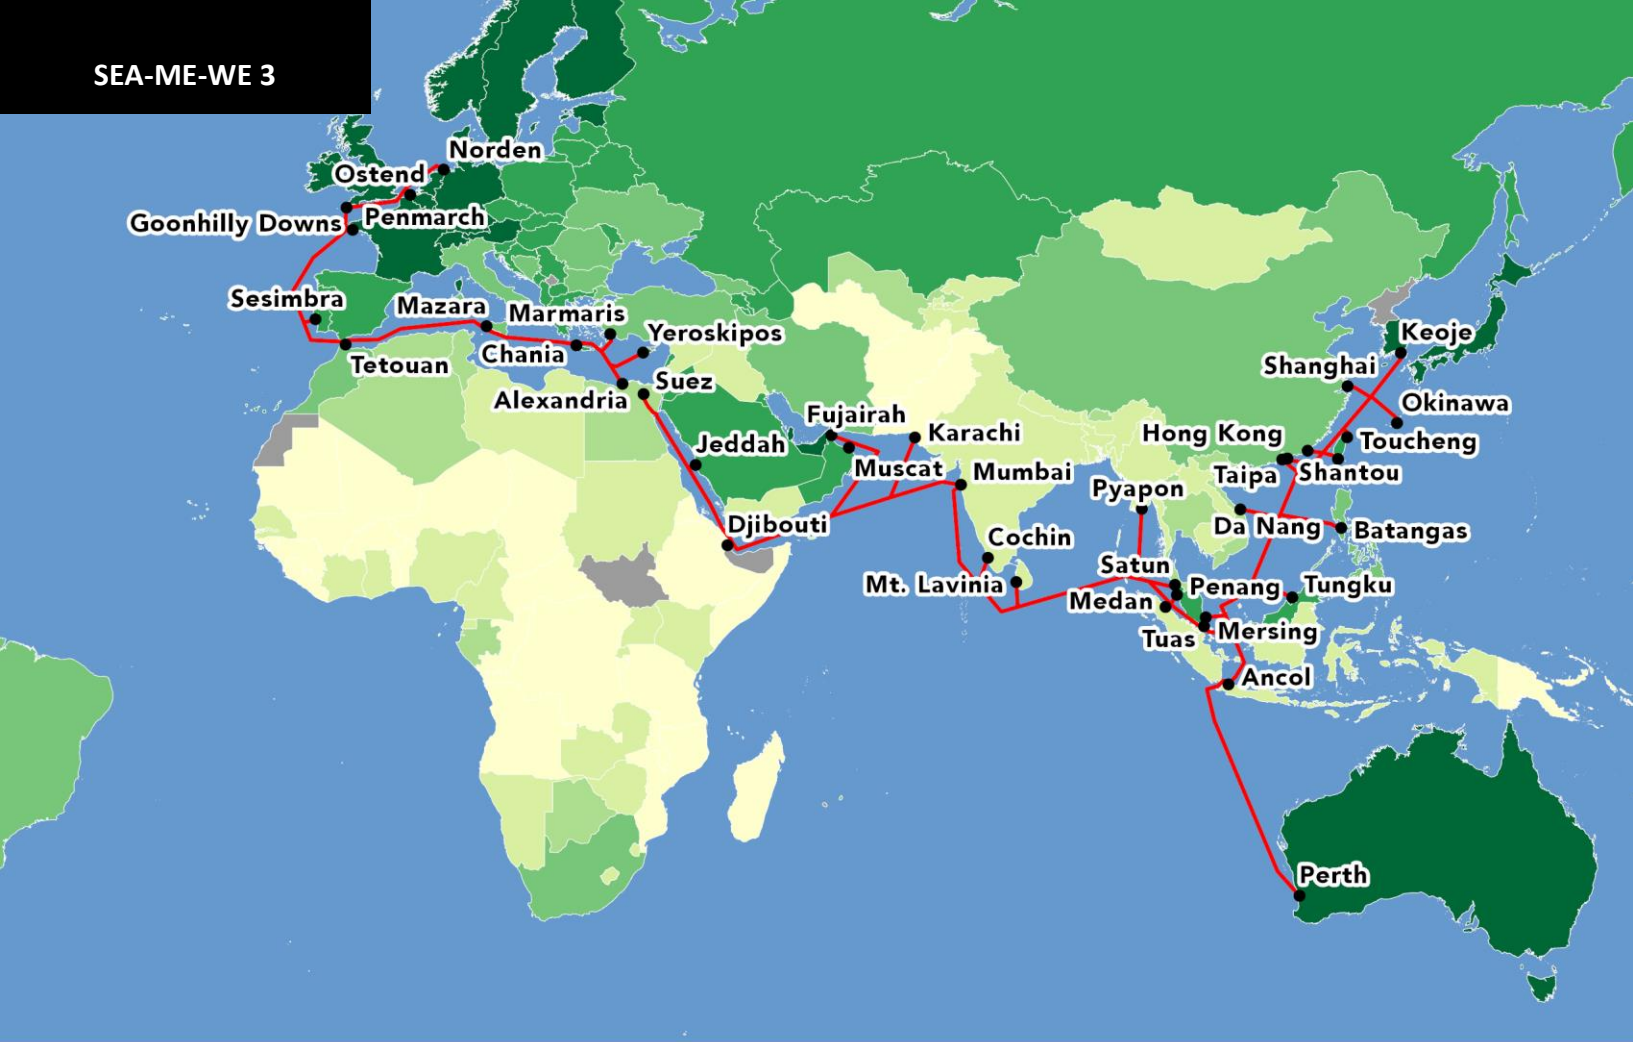 SEA-ME-WE 3
Norden
Ostend
Penmarch
Goonhilly Downs
Sesimbra
Mazara
Marmaris
Yeroskipos
Chania
Tetouan
Suez
Alexandria
Jeddah
Fujairah
Karachi
Muscat
Mumbai
Djibouti
Cochin
Mt. Lavinia
Keoje
Shanghai
Okinawa
Hong Kong
Toucheng
Taipa
Shantou
Pyapon
Da Nang
Batangas
Satun
Penang
Tungku
Medan
Mersing
Tuas
Ancol
Perth